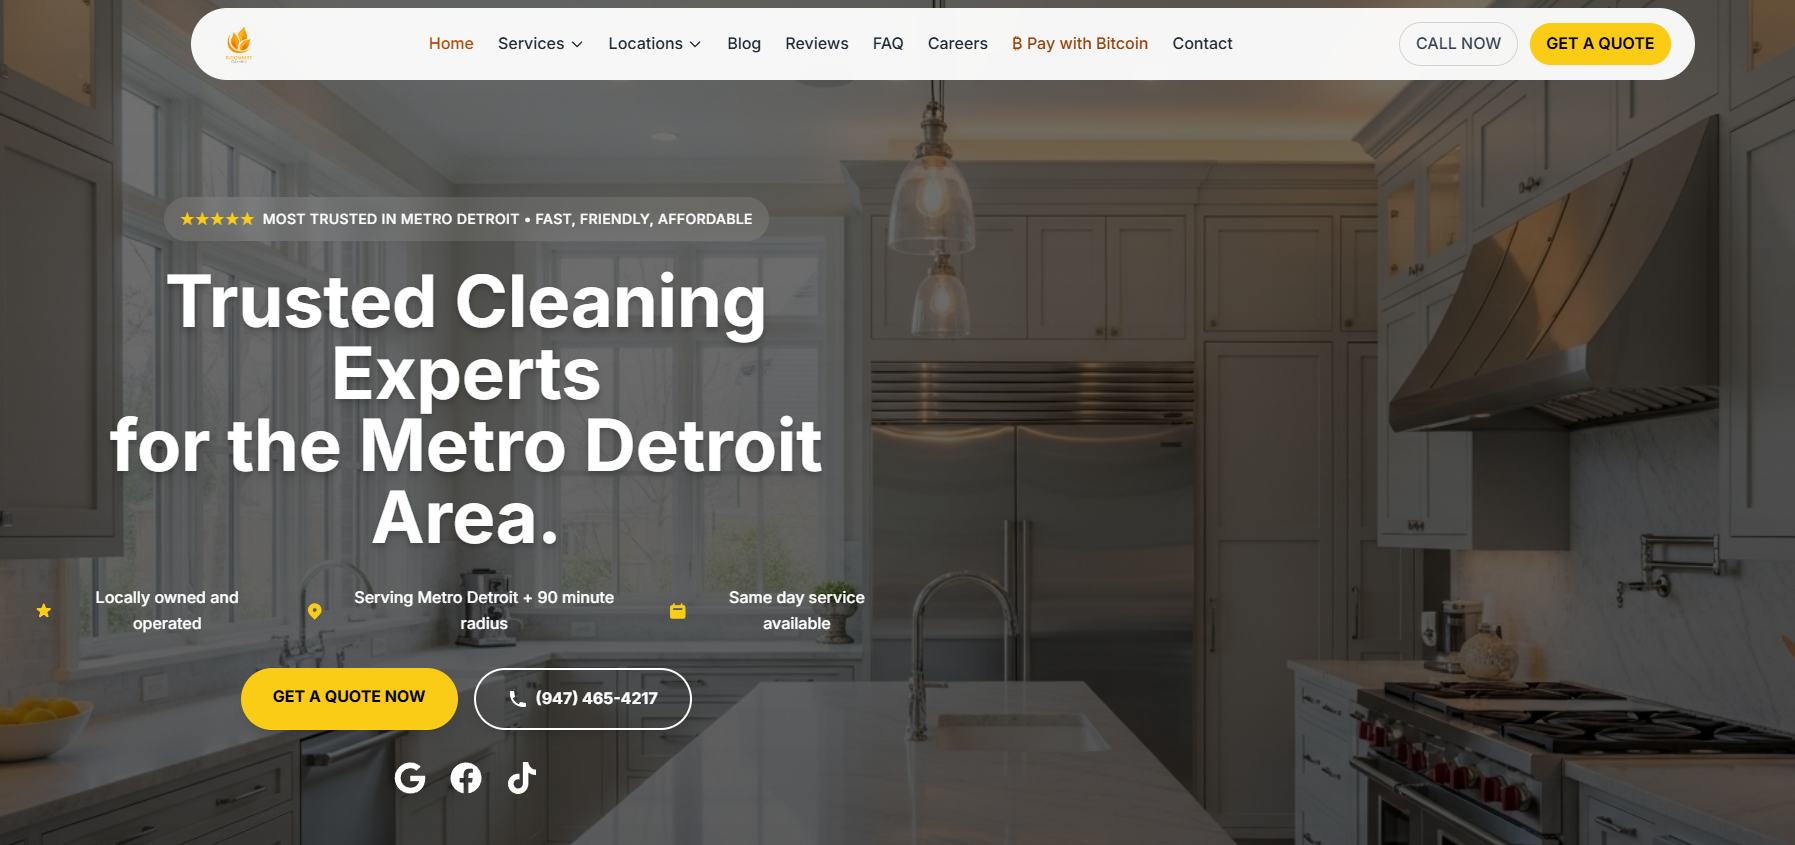 Home Services Locations Blog Reviews FAQ Careers ₿ Pay with Bitcoin Contact CALL NOW GET A QUOTE
★★★★★ MOST TRUSTED IN METRO DETROIT • FAST, FRIENDLY, AFFORDABLE
Trusted Cleaning
Experts
for the Metro Detroit
Area.
Locally owned and
operated
Serving Metro Detroit + 90 minute
radius
Same day service
available
GET A QUOTE NOW
(947) 465-4217